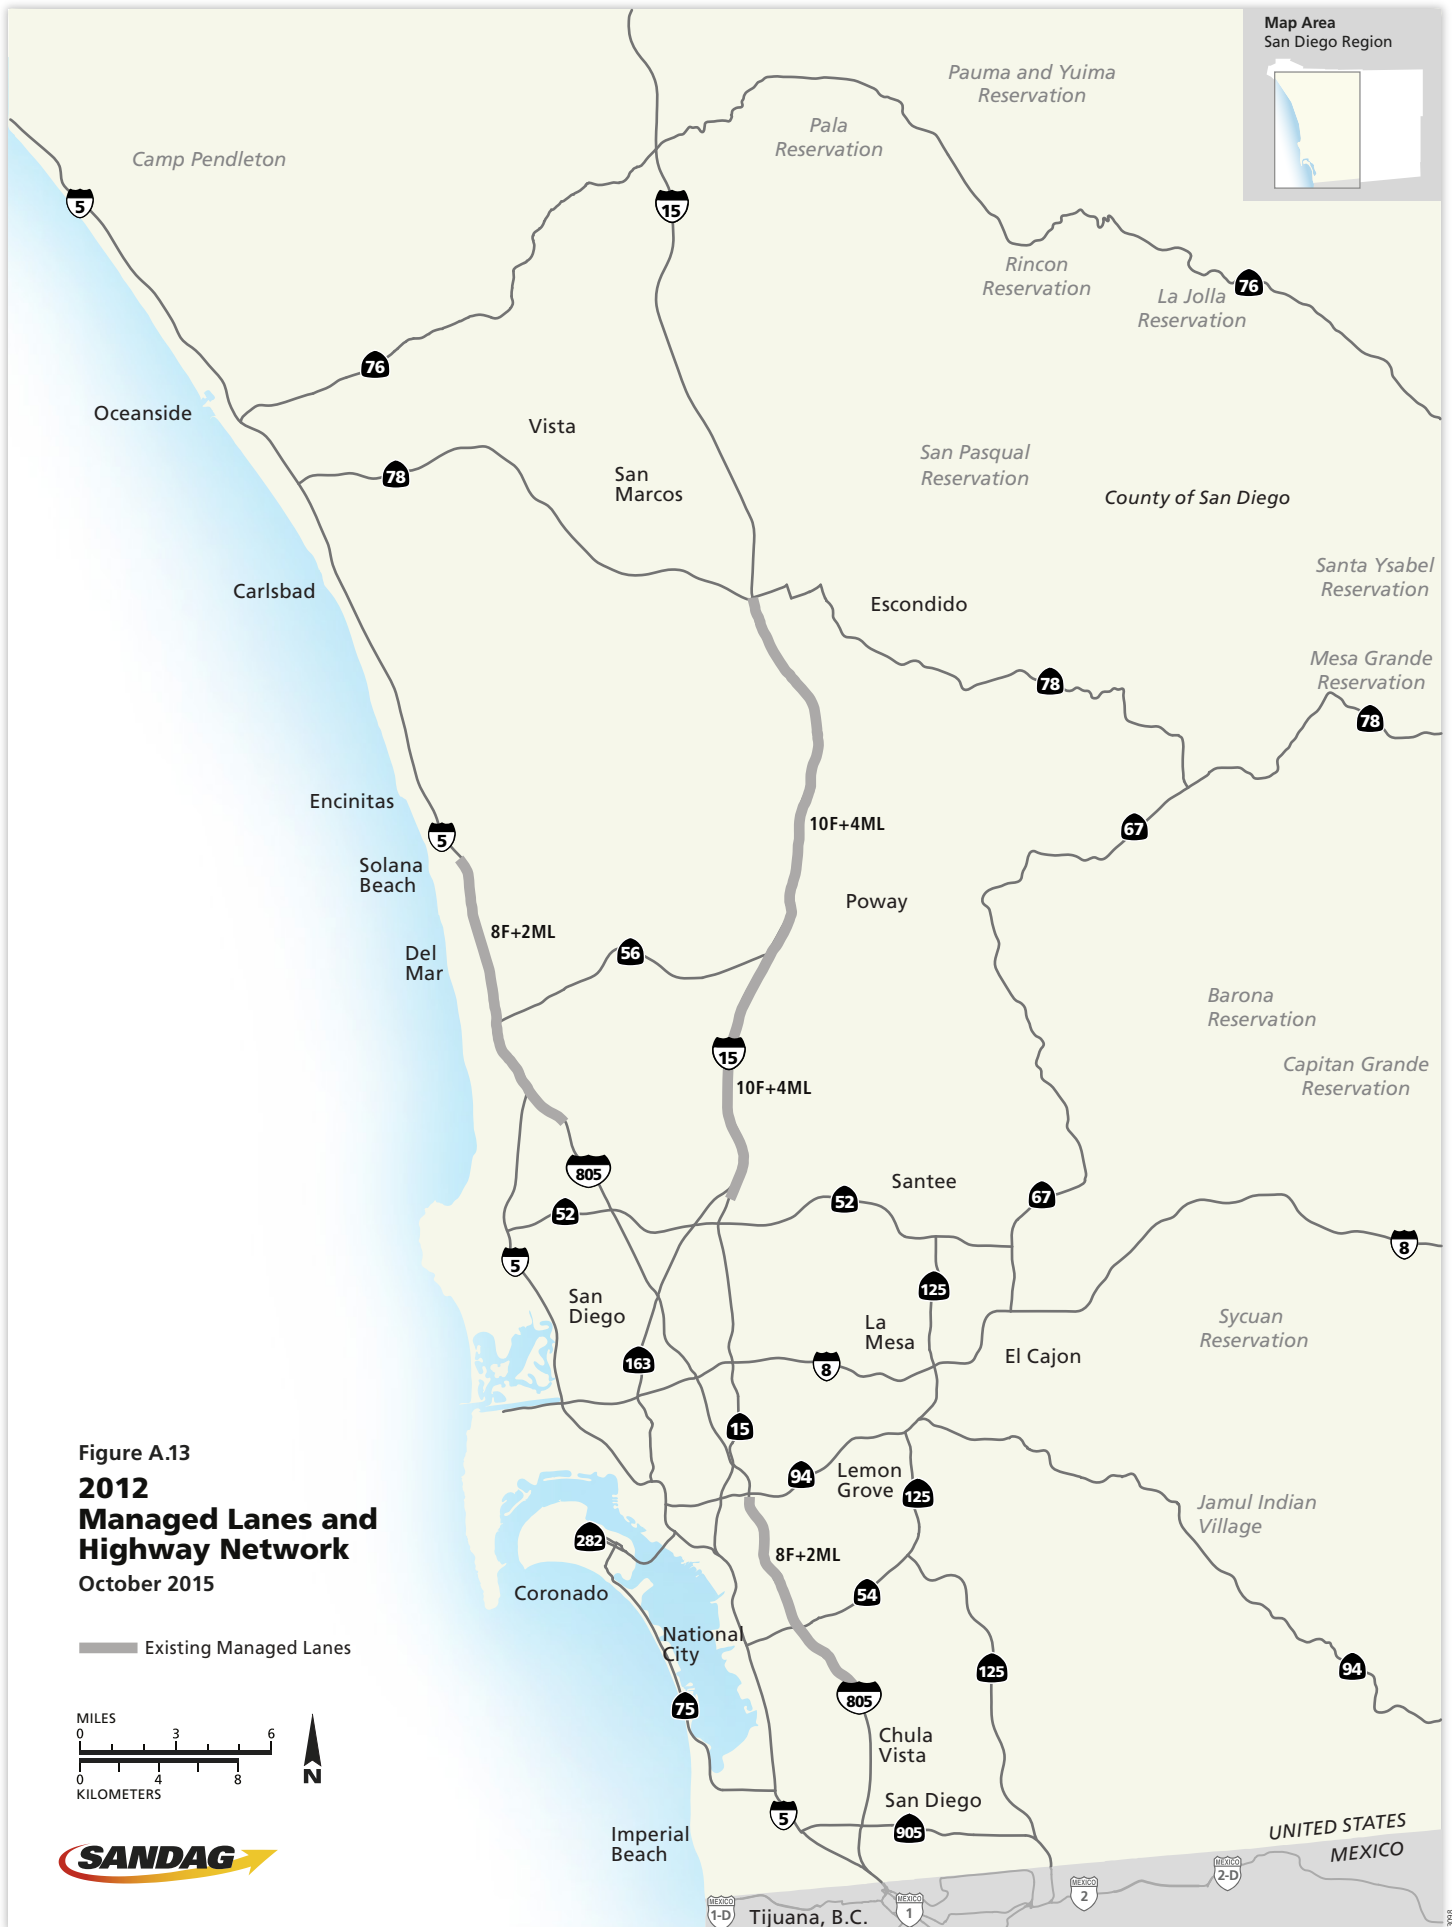 Map Area
San Diego Region
Pauma and Yuima
Reservation
Pala
Reservation
Camp Pendleton
5
15
Rincon
Reservation
La Jolla
Reservation
76
76
Oceanside
Vista
78
San
Marcos
San Pasqual
Reservation
County of San Diego
Santa Ysabel
Reservation
Carlsbad
Escondido
Mesa Grande
Reservation
78
78
Encinitas
5
10F+4ML
67
Solana
Beach
Poway
8F+2ML
56
Del
Mar
Barona
Reservation
15
Capitan Grande
Reservation
10F+4ML
805
Santee
52
52
67
5
8
125
San
Diego
La
Mesa
Sycuan
Reservation
163
8
El Cajon
15
Figure A.13
2012
Managed Lanes and
Highway Network
October 2015
94
Lemon
Grove
125
Jamul Indian
Village
282
8F+2ML
Coronado
54
Existing Managed Lanes
National
City
125
94
805
75
MILES
0 3 6
0 4 8
KILOMETERS
N
Chula
Vista
San Diego
5
905
Imperial
Beach
SANDAG
UNITED STATES
MEXICO
MEXICO
2-D
MEXICO
2
MEXICO
1-D
Tijuana, B.C.
MEXICO
1